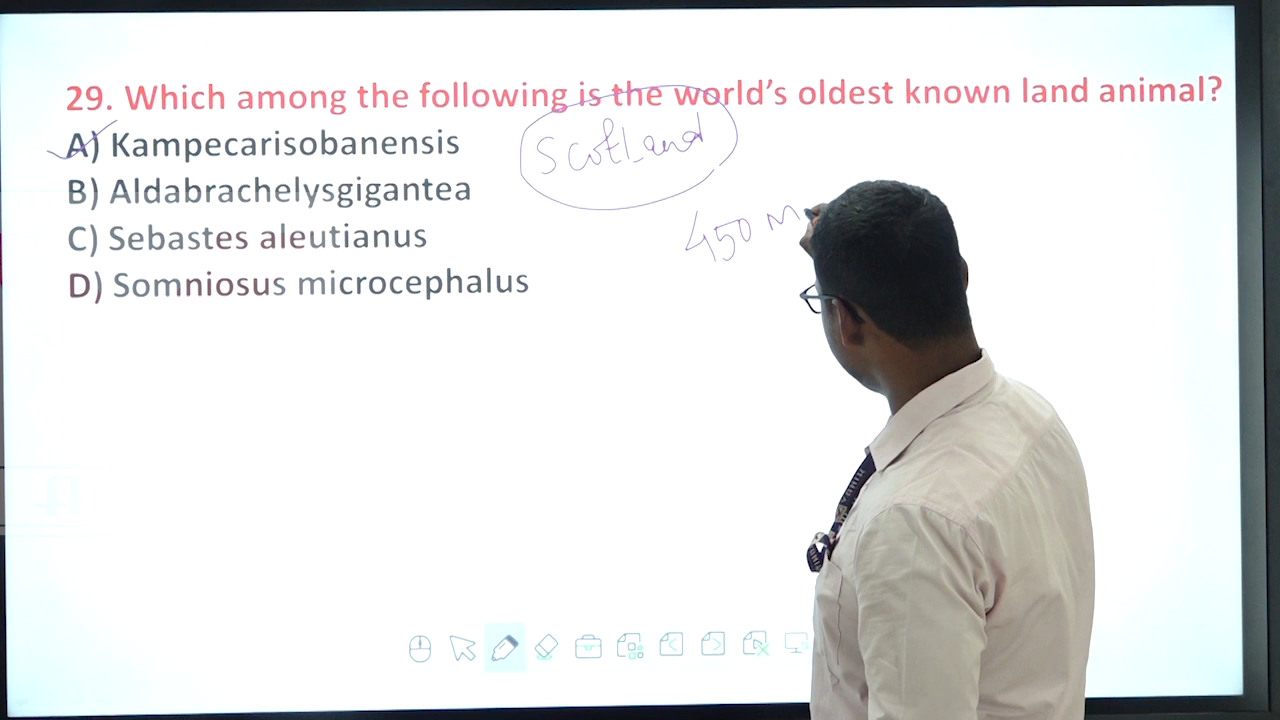 29. Which among the following is the world's oldest known land animal?
A) Kampecarisobanensis
Scotland
B) Aldabrachelysgigantea
450 M
C) Sebastes aleutianus
D) Somniosus microcephalus